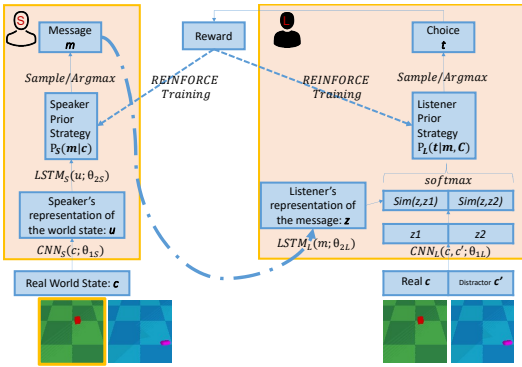 S
Message
m
Sample/Argmax
Speaker
Prior
Strategy
P_S(m|c)
LSTM_S(u; θ_2S)
Speaker's
representation of
the world state:
u
CNN_S(c; θ_1S)
Real World State: c
Reward
REINFORCE
Training
REINFORCE
Training
L
Choice
t
Sample/Argmax
Listener
Prior
Strategy
P_L(t|m, C)
softmax
Listener's
representation of
the message: z
Sim(z,z1) Sim(z,z2)
LSTM_L(m; θ_2L)
z1 z2
CNN_L(c, c′; θ_1L)
Real c Distractor c′